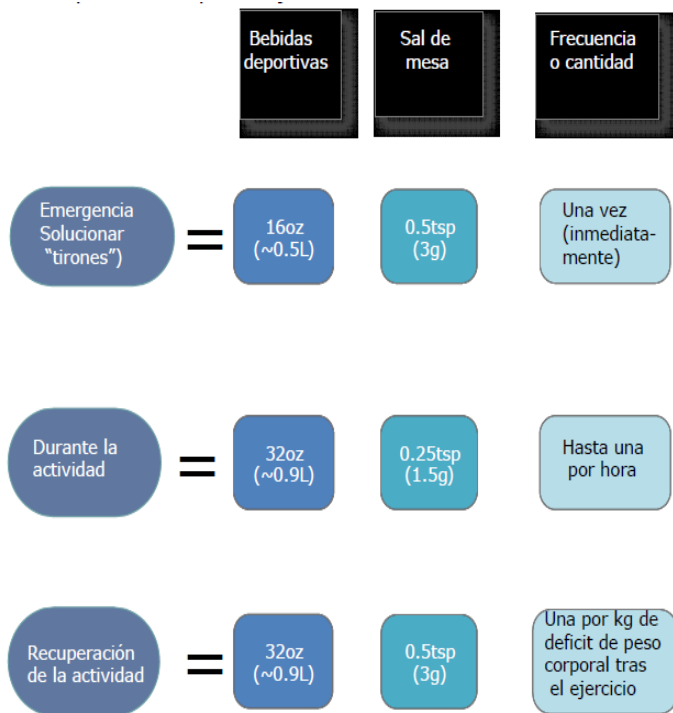 Bebidas
deportivas
Sal de
mesa
Frecuencia
o cantidad
Emergencia
Solucionar
“tirones”)
=
16oz
(~0.5L)
0.5tsp
(3g)
Una vez
(inmediata-
mente)
Durante la
actividad
=
32oz
(~0.9L)
0.25tsp
(1.5g)
Hasta una
por hora
Recuperación
de la actividad
=
32oz
(~0.9L)
0.5tsp
(3g)
Una por kg de
deficit de peso
corporal tras
el ejercicio